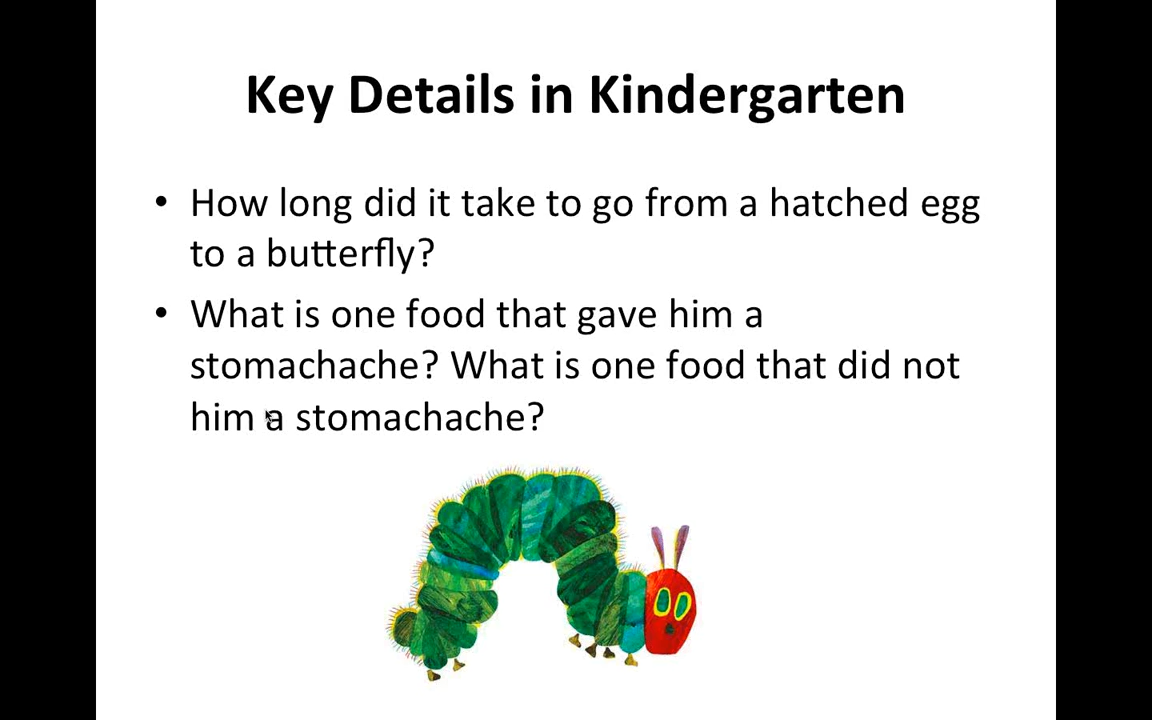 Key Details in Kindergarten
• How long did it take to go from a hatched egg
to a butterfly?
• What is one food that gave him a
stomachache? What is one food that did not
him a stomachache?